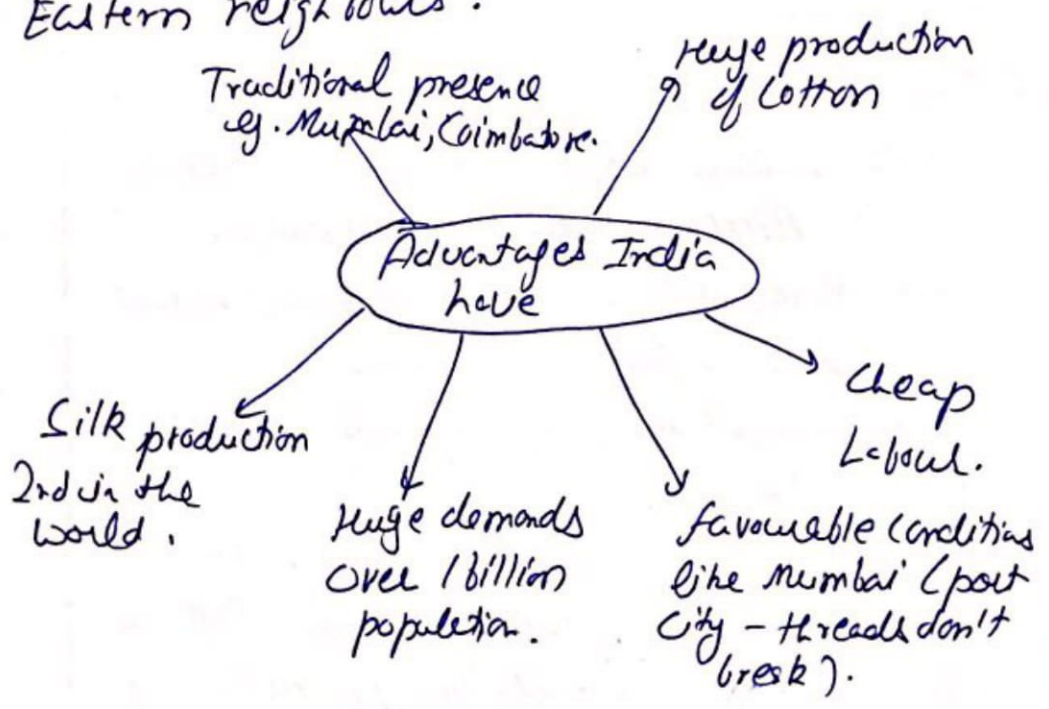 Eastern neighbours.
Traditional presence
eg. Mumbai, Coimbatore.
Huge production
of Cotton
Advantages India
have
Cheap
Labour.
Silk production
2nd in the
world.
Huge demands
over 1 billion
population.
favourable conditions
like Mumbai (port
city - threads don't
break).